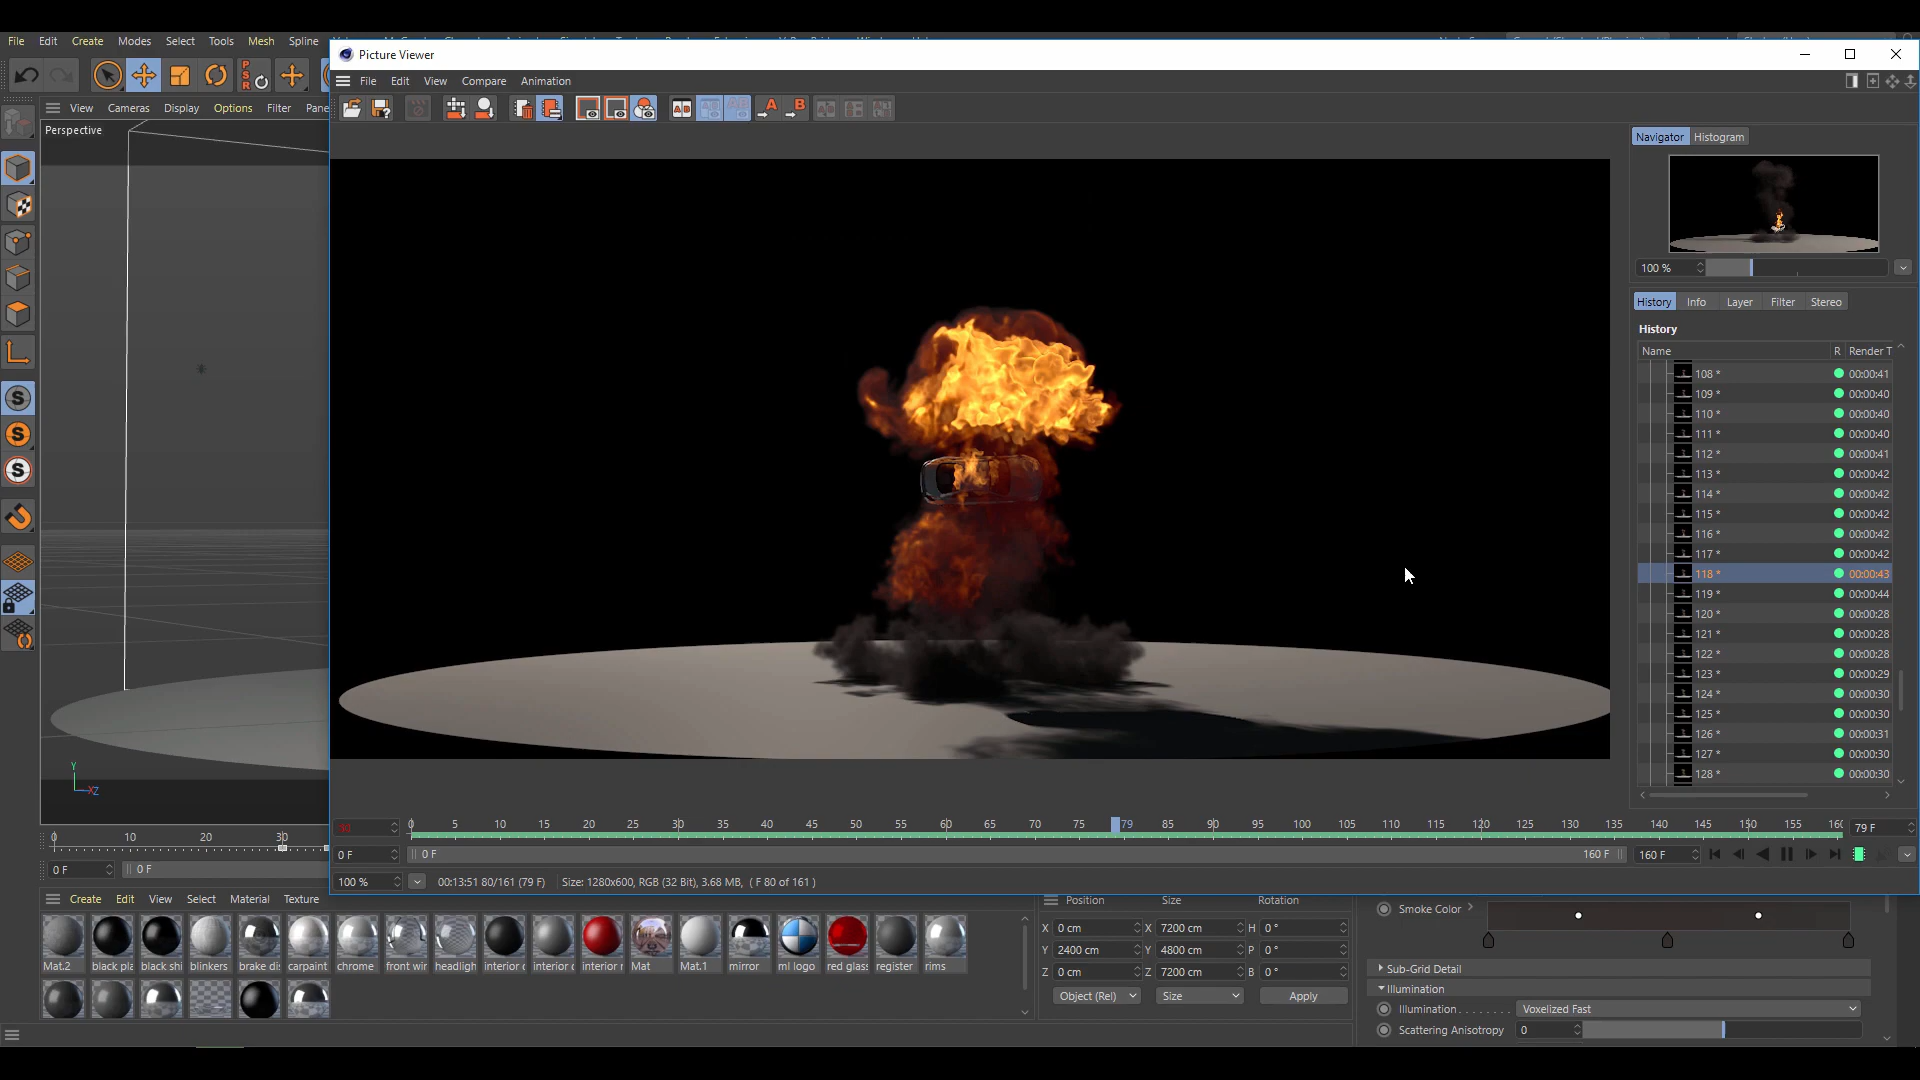 File Edit Create Modes Select Tools Mesh Spline
Picture Viewer
File Edit View Compare Animation
View Cameras Display Options Filter Pane
Perspective
Navigator Histogram
100 %
History Info Layer Filter Stereo
History
Name R Render T
108 * 00:00:41
109 * 00:00:40
110 * 00:00:40
111 * 00:00:40
112 * 00:00:41
113 * 00:00:42
114 * 00:00:42
115 * 00:00:42
116 * 00:00:42
117 * 00:00:42
118 * 00:00:43
119 * 00:00:44
120 * 00:00:28
121 * 00:00:28
122 * 00:00:28
123 * 00:00:29
124 * 00:00:30
125 * 00:00:30
126 * 00:00:31
127 * 00:00:30
128 * 00:00:30
Y
XZ
0 5 10 15 20 25 30 35 40 45 50 55 60 65 70 75 79 85 90 95 100 105 110 115 120 125 130 135 140 145 150 155 160 79 F
0 10 20 30
0 F 0 F 160 F 160 F
0 F 0 F
100 % 00:13:51 80/161 (79 F) Size: 1280x600, RGB (32 Bit), 3.68 MB, ( F 80 of 161 )
Create Edit View Select Material Texture
Mat.2 black pla black shi blinkers brake di carpaint chrome front wir headligh interior interior interior r Mat Mat.1 mirror ml logo red glass register rims
Position Size Rotation
X 0 cm X 7200 cm H 0 °
Y 2400 cm Y 4800 cm P 0 °
Z 0 cm Z 7200 cm B 0 °
Object (Rel) Size Apply
Smoke Color
Sub-Grid Detail
Illumination
Illumination . . . . . . . Voxelized Fast
Scattering Anisotropy 0